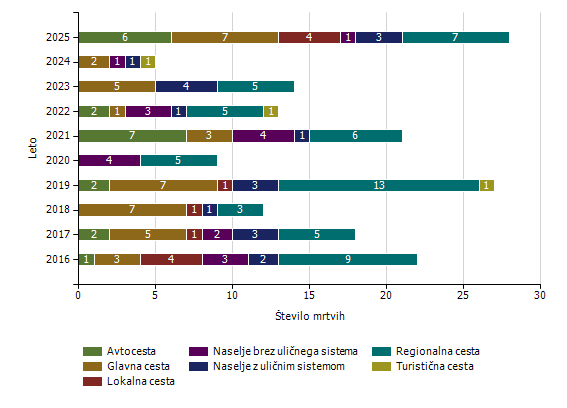 2025 6 7 4 1 3 7
2024 2 1 1 1
2023 5 4 5
2022 2 1 3 1 5 1
2021 7 3 4 1 6
2020 4 5
2019 2 7 1 3 13 1
2018 7 1 1 3
2017 2 5 1 2 3 5
2016 1 3 4 3 2 9
Leto
0 5 10 15 20 25 30
Število mrtvih
Avtocesta Naselje brez uličnega sistema Regionalna cesta
Glavna cesta Naselje z uličnim sistemom Turistična cesta
Lokalna cesta